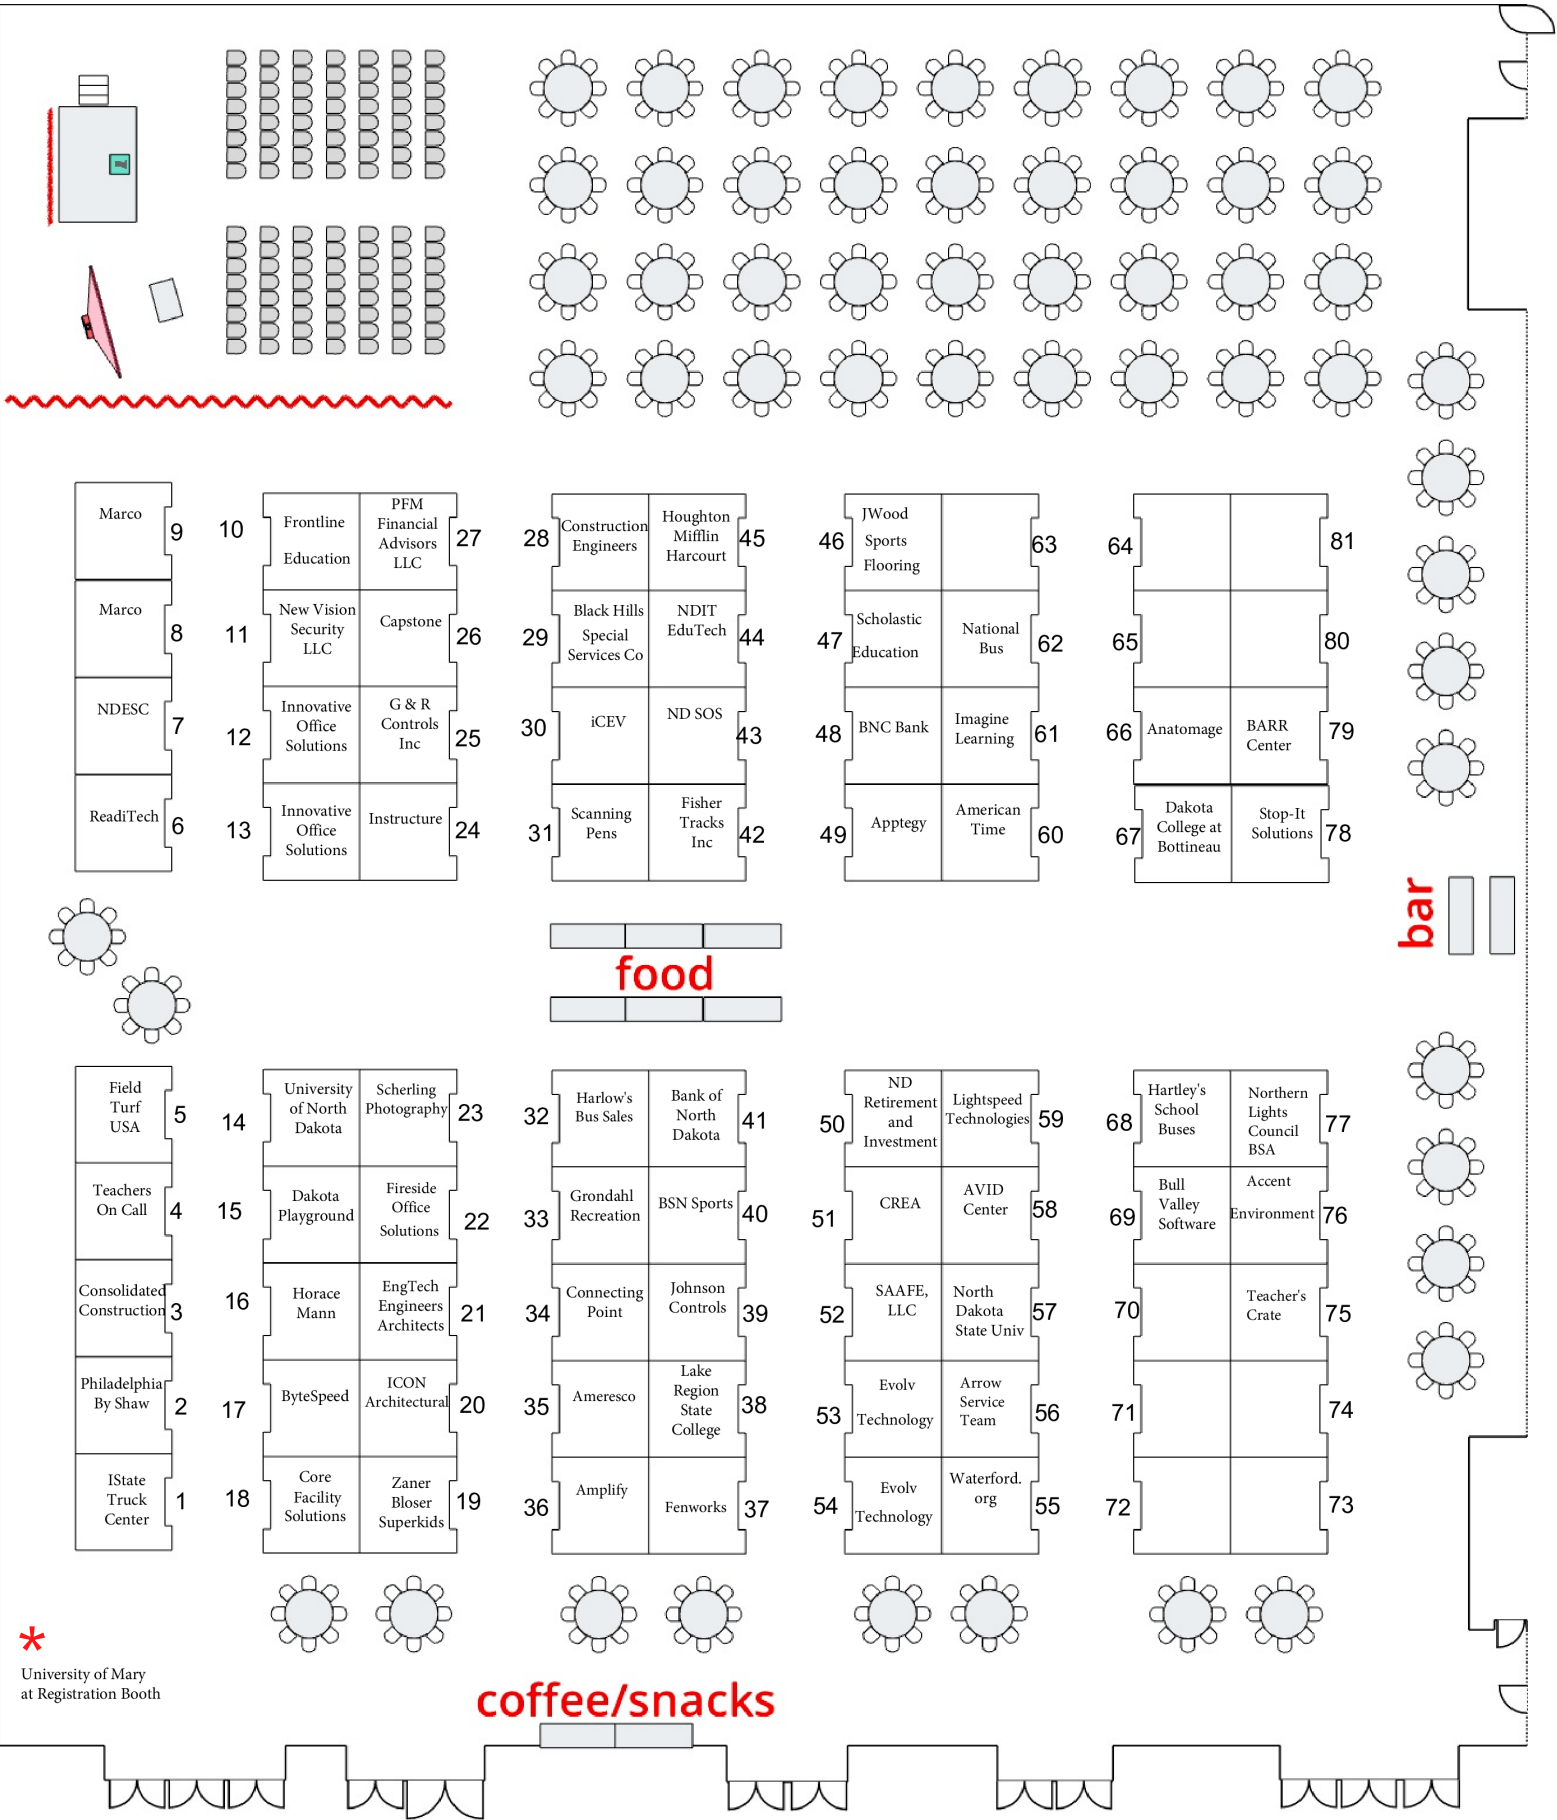 Marco
9
Marco
8
NDESC
7
ReadiTech
6
10
Frontline
Education
PFM
Financial
Advisors
LLC
27
11
New Vision
Security
LLC
Capstone
26
12
Innovative
Office
Solutions
G & R
Controls
Inc
25
13
Innovative
Office
Solutions
Instructure
24
28
Construction
Engineers
Houghton
Mifflin
Harcourt
45
29
Black Hills
Special
Services Co
NDIT
EduTech
44
30
iCEV
ND SOS
43
31
Scanning
Pens
Fisher
Tracks
Inc
42
46
JWood
Sports
Flooring
63
47
Scholastic
Education
National
Bus
62
48
BNC Bank
Imagine
Learning
61
49
Apptegy
American
Time
60
64
81
65
80
66
Anatomage
BARR
Center
79
67
Dakota
College at
Bottineau
Stop-It
Solutions
78
food
bar
Field
Turf
USA
5
Teachers
On Call
4
Consolidated
Construction
3
Philadelphia
By Shaw
2
IState
Truck
Center
1
14
University
of North
Dakota
Scherling
Photography
23
15
Dakota
Playground
Fireside
Office
Solutions
22
16
Horace
Mann
EngTech
Engineers
Architects
21
17
ByteSpeed
ICON
Architectural
20
18
Core
Facility
Solutions
Zaner
Bloser
Superkids
19
32
Harlow's
Bus Sales
Bank of
North
Dakota
41
33
Grondahl
Recreation
BSN Sports
40
34
Connecting
Point
Johnson
Controls
39
35
Ameresco
Lake
Region
State
College
38
36
Amplify
Fenworks
37
50
ND
Retirement
and
Investment
Lightspeed
Technologies
59
51
CREA
AVID
Center
58
52
SAAFE,
LLC
North
Dakota
State Univ
57
53
Evolv
Technology
Arrow
Service
Team
56
54
Evolv
Technology
Waterford.
org
55
68
Hartley's
School
Buses
Northern
Lights
Council
BSA
77
69
Bull
Valley
Software
Accent
Environment
76
70
Teacher's
Crate
75
71
74
72
73
*
University of Mary
at Registration Booth
coffee/snacks